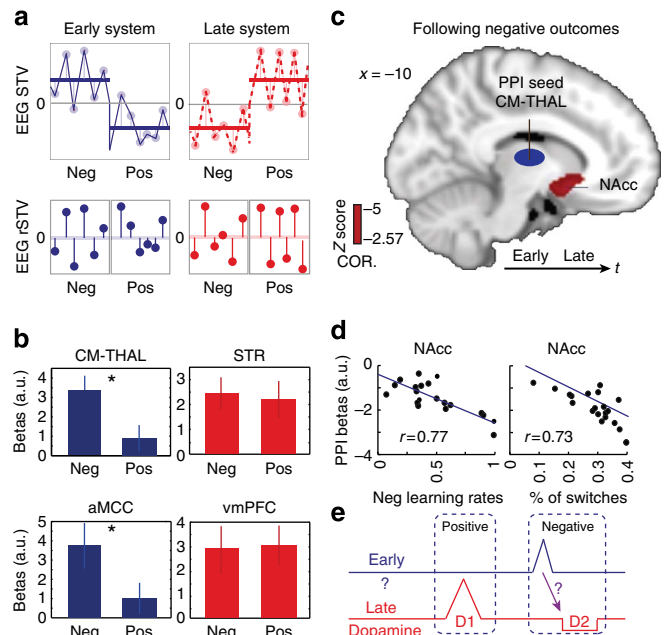 a
Early system
Late system
EEG STV
0
0
Neg
Pos
Neg
Pos
EEG rSTV
0
0
Neg
Pos
Neg
Pos
b
CM-THAL
Betas (a.u.)
4
3
2
1
0
*
Neg
Pos
STR
3
2
1
0
Neg
Pos
aMCC
Betas (a.u.)
5
4
3
2
1
0
*
Neg
Pos
vmPFC
4
3
2
1
0
Neg
Pos
c
Following negative outcomes
x = –10
PPI seed
CM-THAL
NAcc
Z score
–5
–2.57
COR.
Early
Late
t
d
NAcc
NAcc
PPI betas (a.u.)
0
–2
–4
r=0.77
r=0.73
0
0.5
1
0
0.1
0.2
0.3
0.4
Neg learning rates
% of switches
e
Positive
Negative
Early
?
?
Late
D1
D2
Dopamine